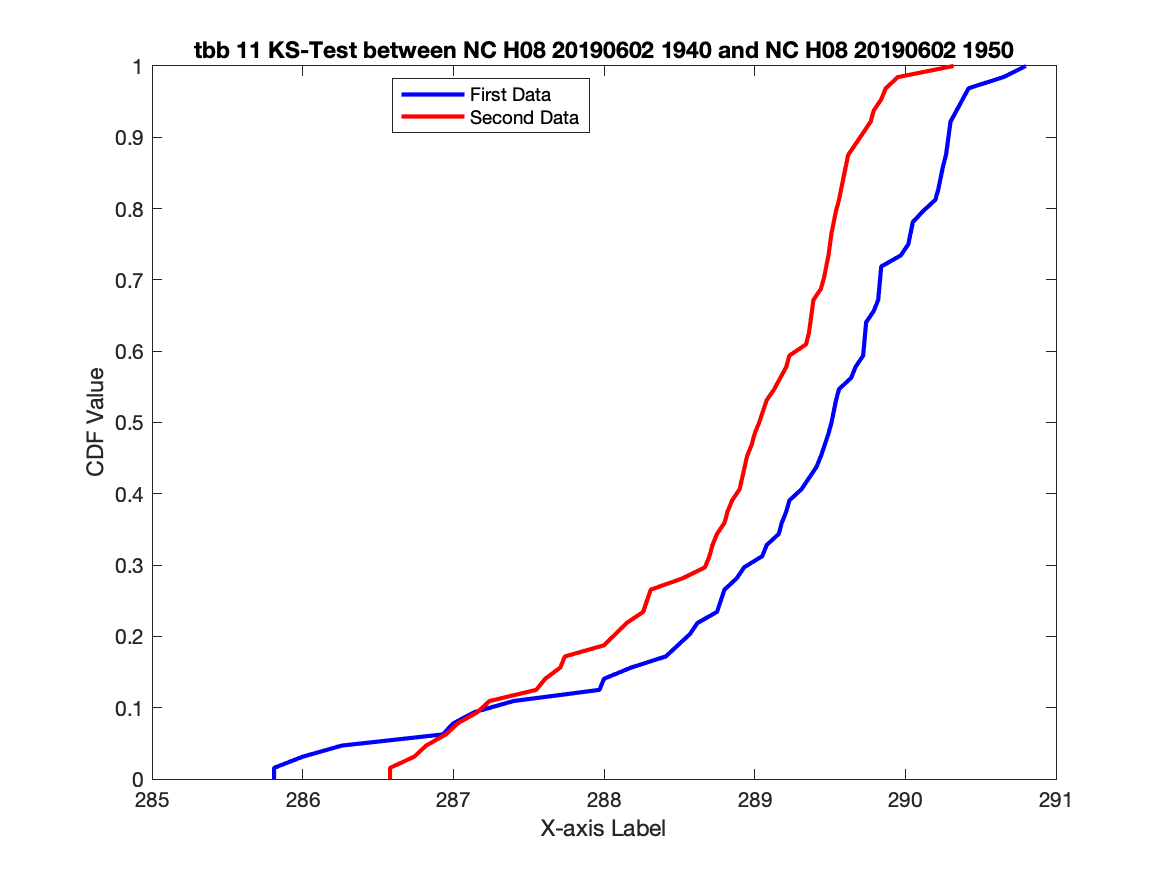 tbb 11 KS-Test between NC H08 20190602 1940 and NC H08 20190602 1950
First Data
Second Data
1
0.9
0.8
0.7
0.6
0.5
0.4
0.3
0.2
0.1
0
CDF Value
285 286 287 288 289 290 291
X-axis Label